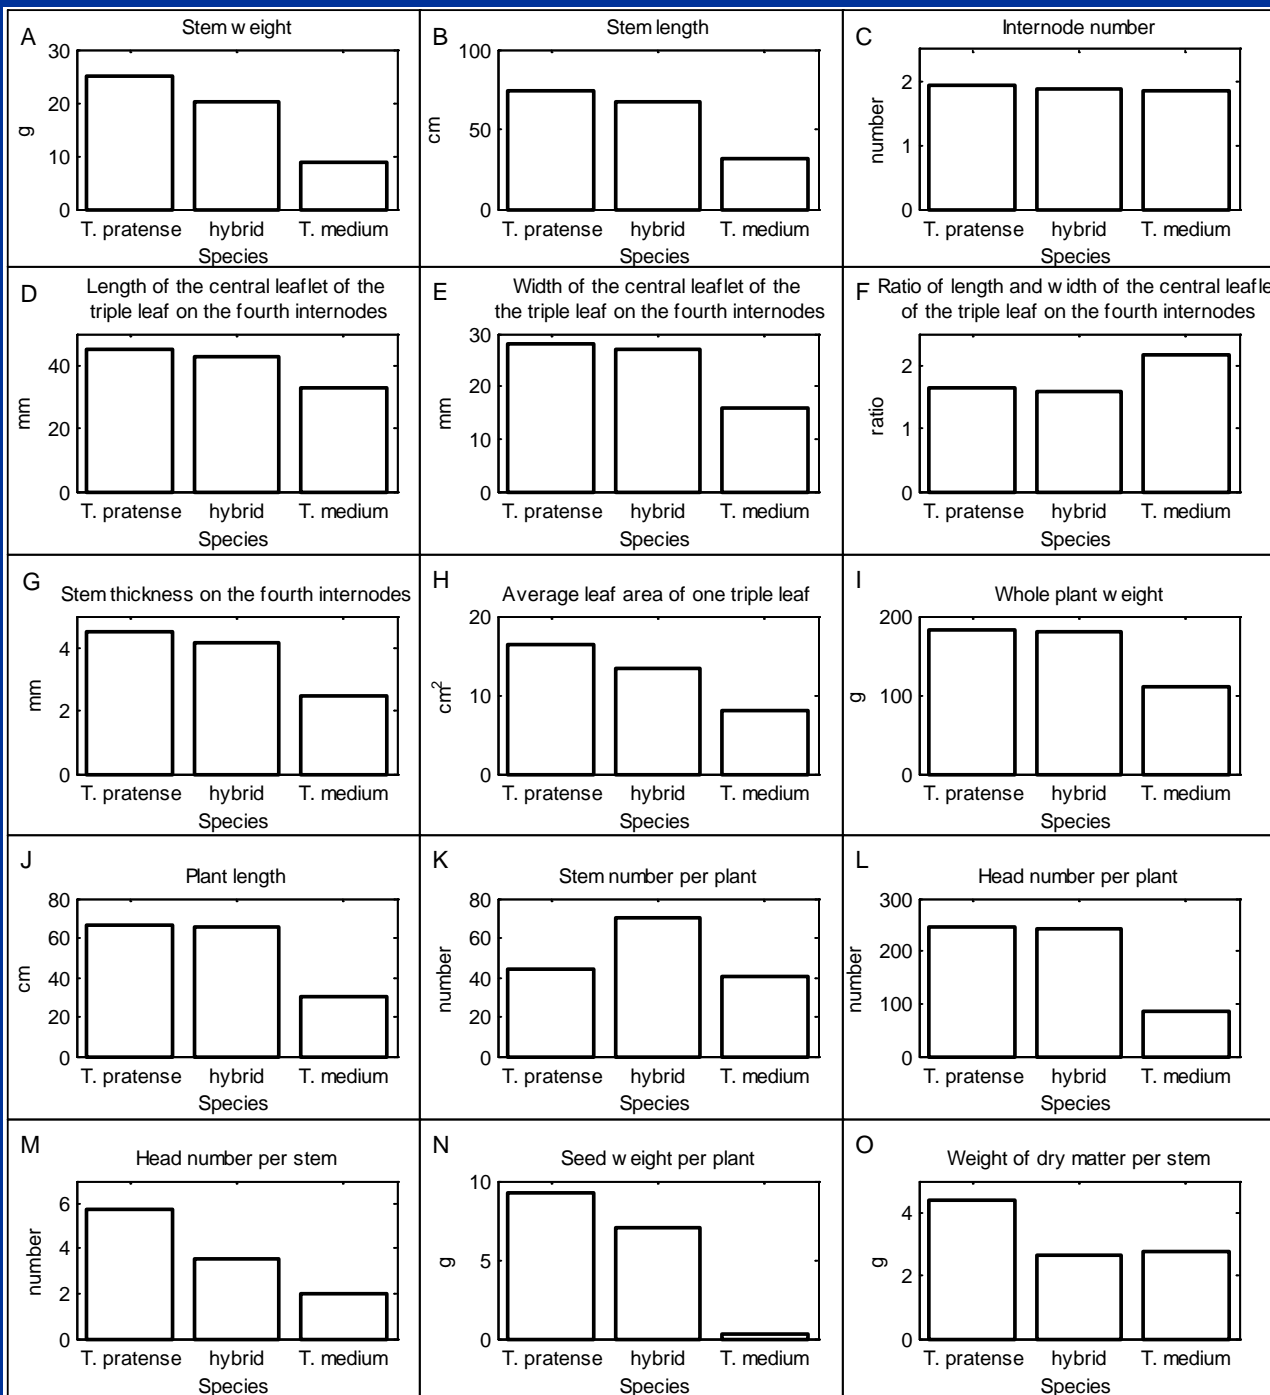 A
Stem weight
30
20
10
0
g
T. pratense hybrid T. medium
Species
B
Stem length
100
50
0
cm
T. pratense hybrid T. medium
Species
C
Internode number
2
1
0
number
T. pratense hybrid T. medium
Species
D
Length of the central leaflet of the
triple leaf on the fourth internodes
40
20
0
mm
T. pratense hybrid T. medium
Species
E
Width of the central leaflet of the
the triple leaf on the fourth internodes
30
20
10
0
mm
T. pratense hybrid T. medium
Species
F
Ratio of length and width of the central leafle
of the triple leaf on the fourth internodes
2
1
0
ratio
T. pratense hybrid T. medium
Species
G
Stem thickness on the fourth internodes
4
2
0
mm
T. pratense hybrid T. medium
Species
H
Average leaf area of one triple leaf
20
10
0
cm²
T. pratense hybrid T. medium
Species
I
Whole plant weight
200
100
0
g
T. pratense hybrid T. medium
Species
J
Plant length
80
60
40
20
0
cm
T. pratense hybrid T. medium
Species
K
Stem number per plant
80
60
40
20
0
number
T. pratense hybrid T. medium
Species
L
Head number per plant
300
200
100
0
number
T. pratense hybrid T. medium
Species
M
Head number per stem
6
4
2
0
number
T. pratense hybrid T. medium
Species
N
Seed weight per plant
10
5
0
g
T. pratense hybrid T. medium
Species
O
Weight of dry matter per stem
4
2
0
g
T. pratense hybrid T. medium
Species